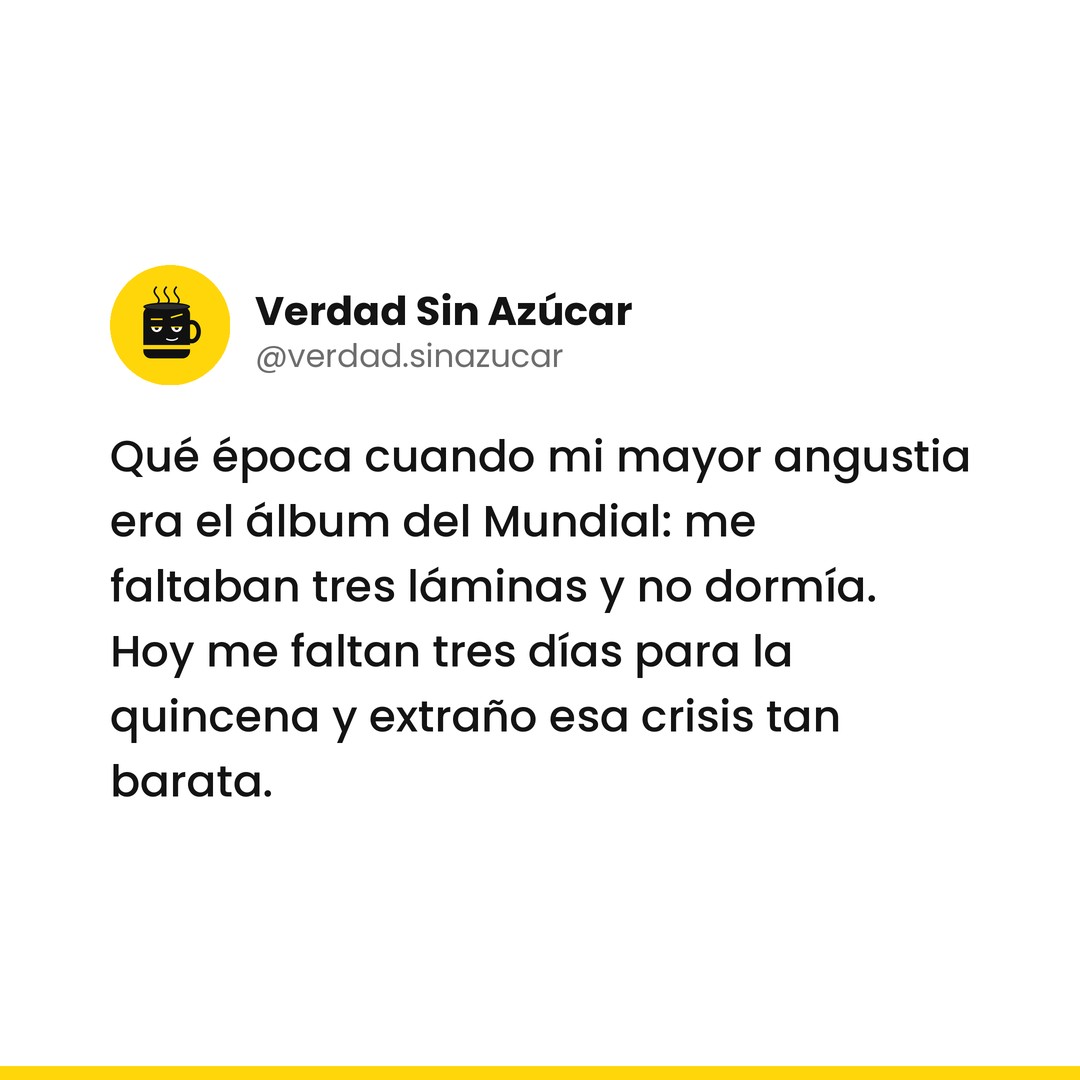 Verdad Sin Azúcar
@verdad.sinazucar
Qué época cuando mi mayor angustia
era el álbum del Mundial: me
faltaban tres láminas y no dormía.
Hoy me faltan tres días para la
quincena y extraño esa crisis tan
barata.